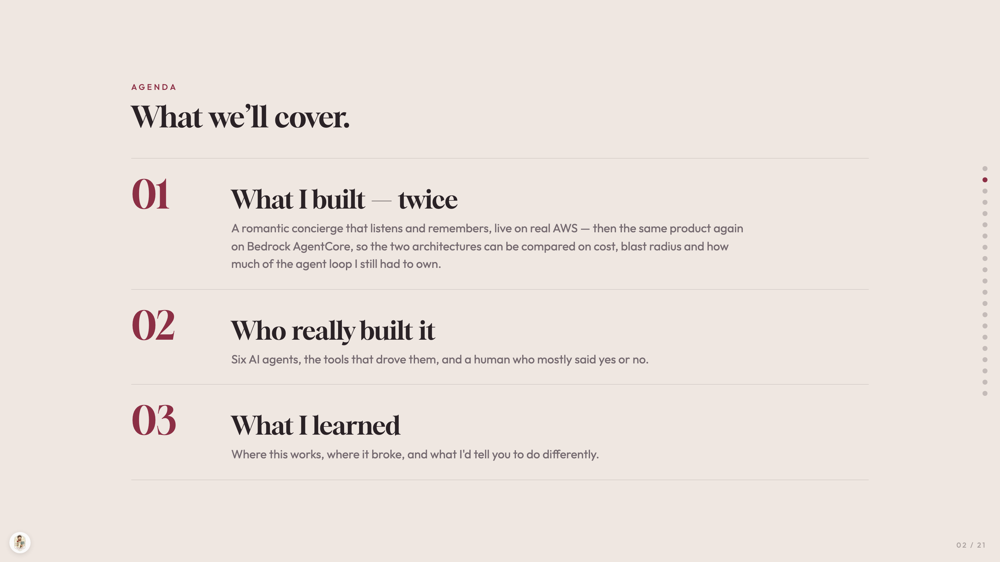 AGENDA
What we’ll cover.
01
What I built — twice
A romantic concierge that listens and remembers, live on real AWS — then the same product again
on Bedrock AgentCore, so the two architectures can be compared on cost, blast radius and how
much of the agent loop I still had to own.
02
Who really built it
Six AI agents, the tools that drove them, and a human who mostly said yes or no.
03
What I learned
Where this works, where it broke, and what I'd tell you to do differently.
02 / 21